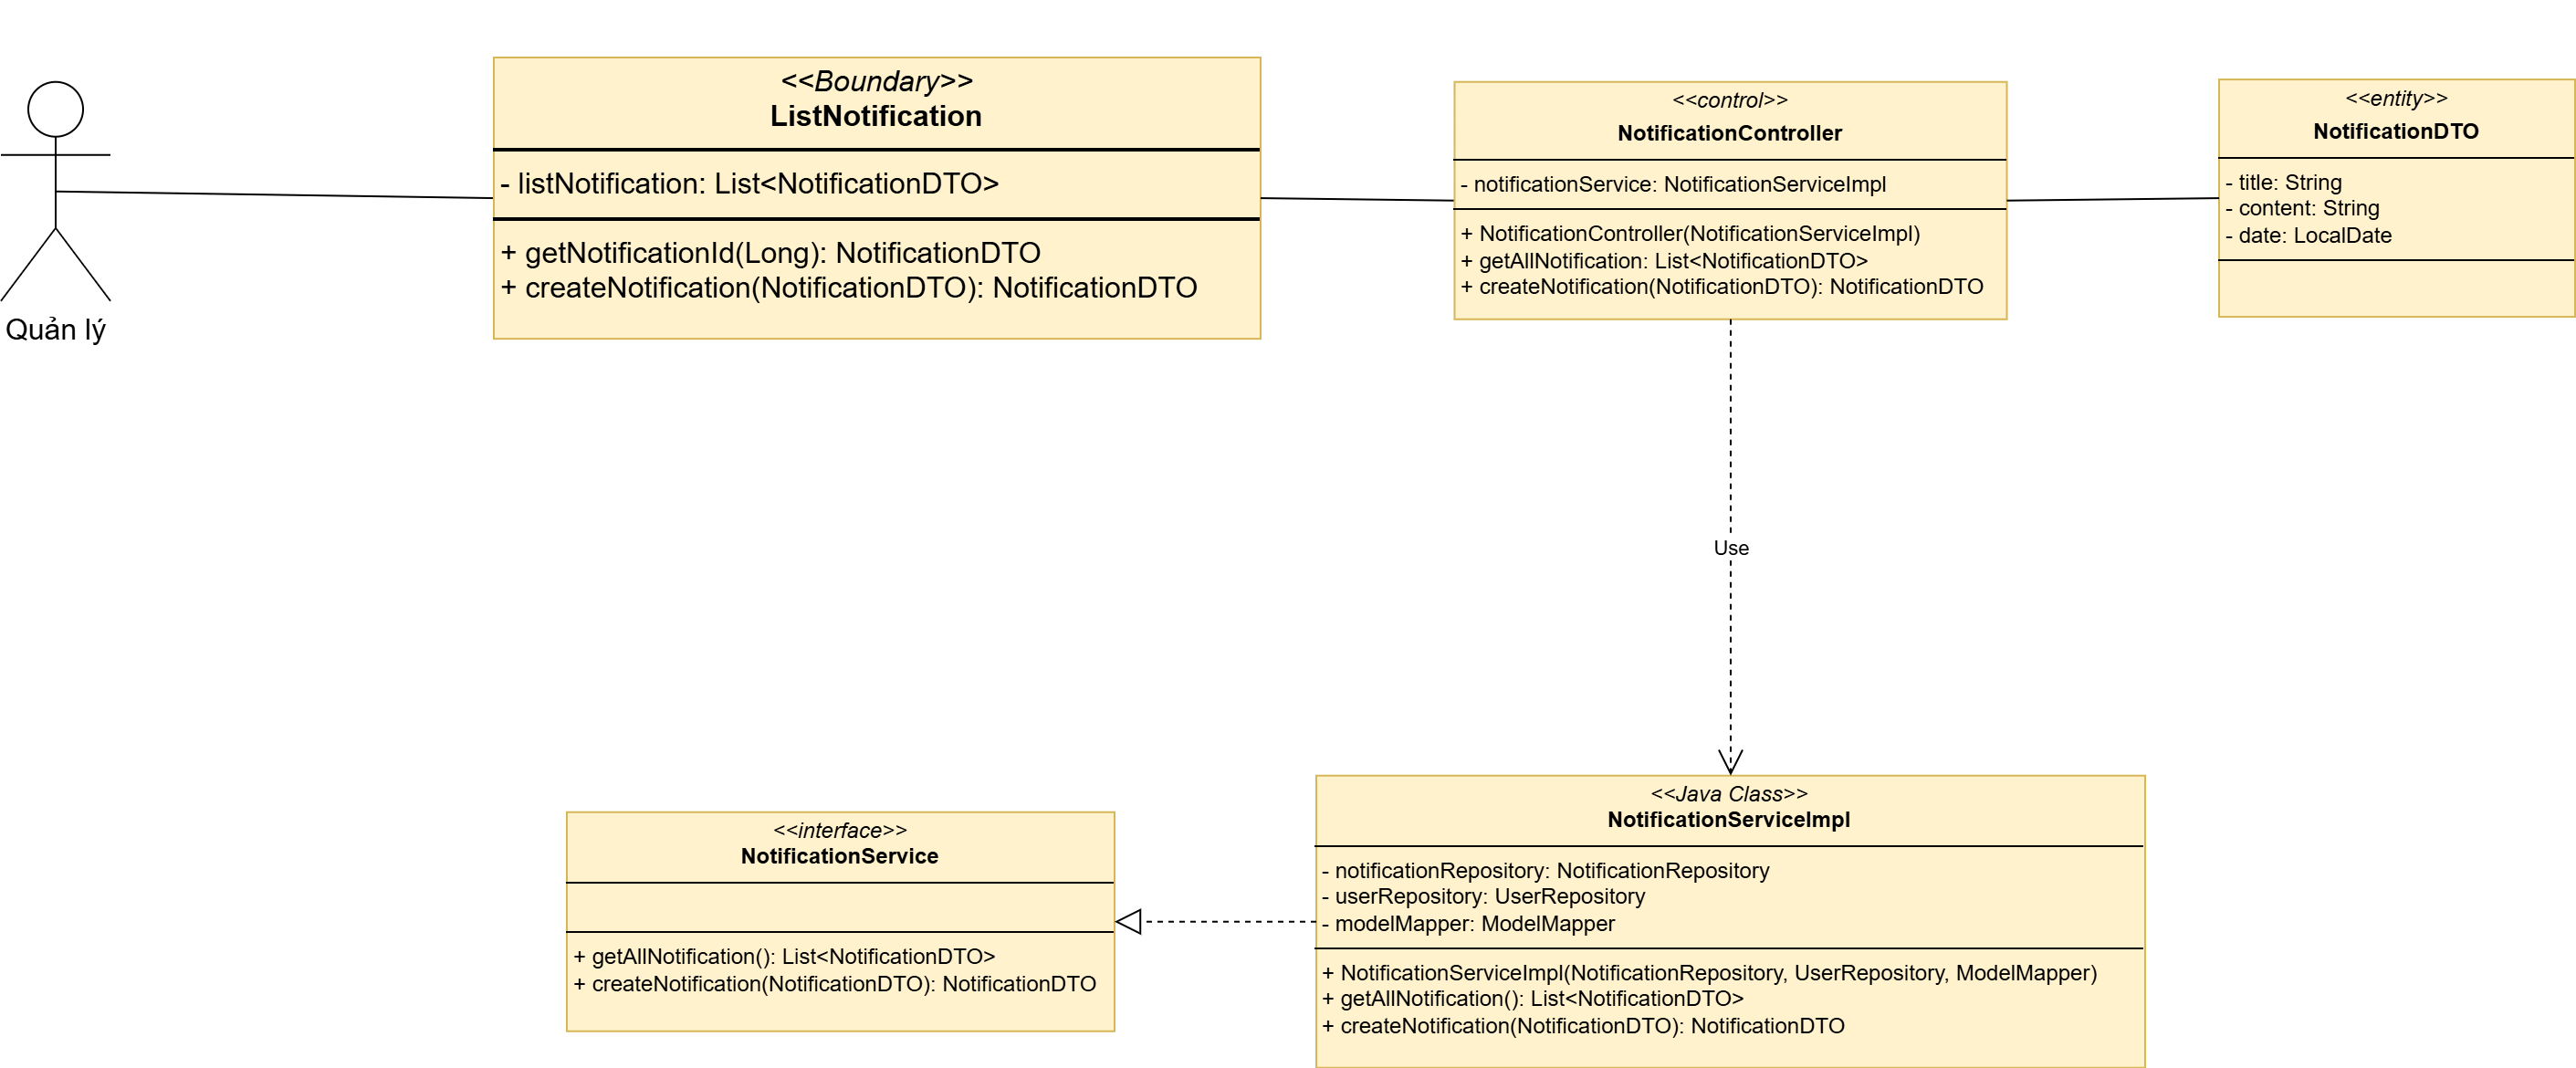 Quản lý
<<Boundary>>
ListNotification
- listNotification: List<NotificationDTO>
+ getNotificationId(Long): NotificationDTO
+ createNotification(NotificationDTO): NotificationDTO
<<control>>
NotificationController
- notificationService: NotificationServiceImpl
+ NotificationController(NotificationServiceImpl)
+ getAllNotification: List<NotificationDTO>
+ createNotification(NotificationDTO): NotificationDTO
<<entity>>
NotificationDTO
- title: String
- content: String
- date: LocalDate
Use
<<interface>>
NotificationService
+ getAllNotification(): List<NotificationDTO>
+ createNotification(NotificationDTO): NotificationDTO
<<Java Class>>
NotificationServiceImpl
- notificationRepository: NotificationRepository
- userRepository: UserRepository
- modelMapper: ModelMapper
+ NotificationServiceImpl(NotificationRepository, UserRepository, ModelMapper)
+ getAllNotification(): List<NotificationDTO>
+ createNotification(NotificationDTO): NotificationDTO